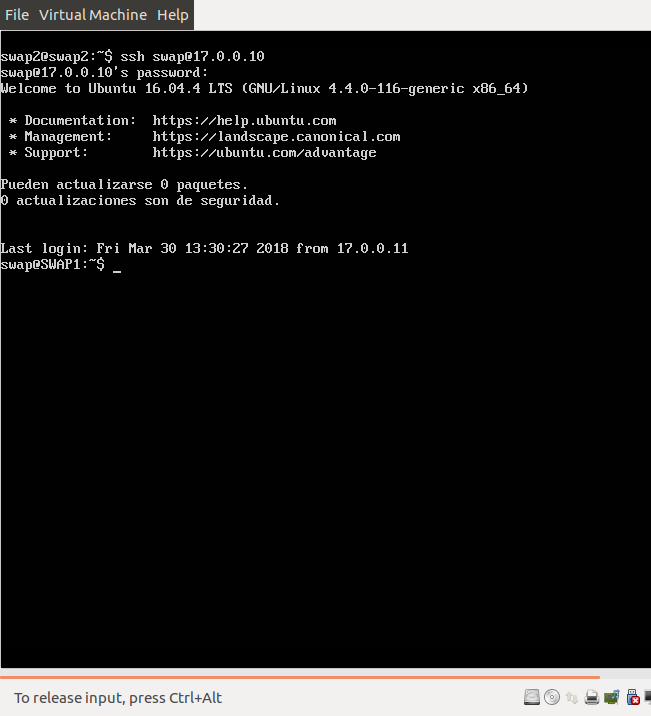 File Virtual Machine Help
swap2@swap2:~$ ssh swap@17.0.0.10
swap@17.0.0.10's password:
Welcome to Ubuntu 16.04.4 LTS (GNU/Linux 4.4.0-116-generic x86_64)
* Documentation: https://help.ubuntu.com
* Management: https://landscape.canonical.com
* Support: https://ubuntu.com/advantage
Pueden actualizarse 0 paquetes.
0 actualizaciones son de seguridad.
Last login: Fri Mar 30 13:30:27 2018 from 17.0.0.11
swap@SWAP1:~$ _
To release input, press Ctrl+Alt